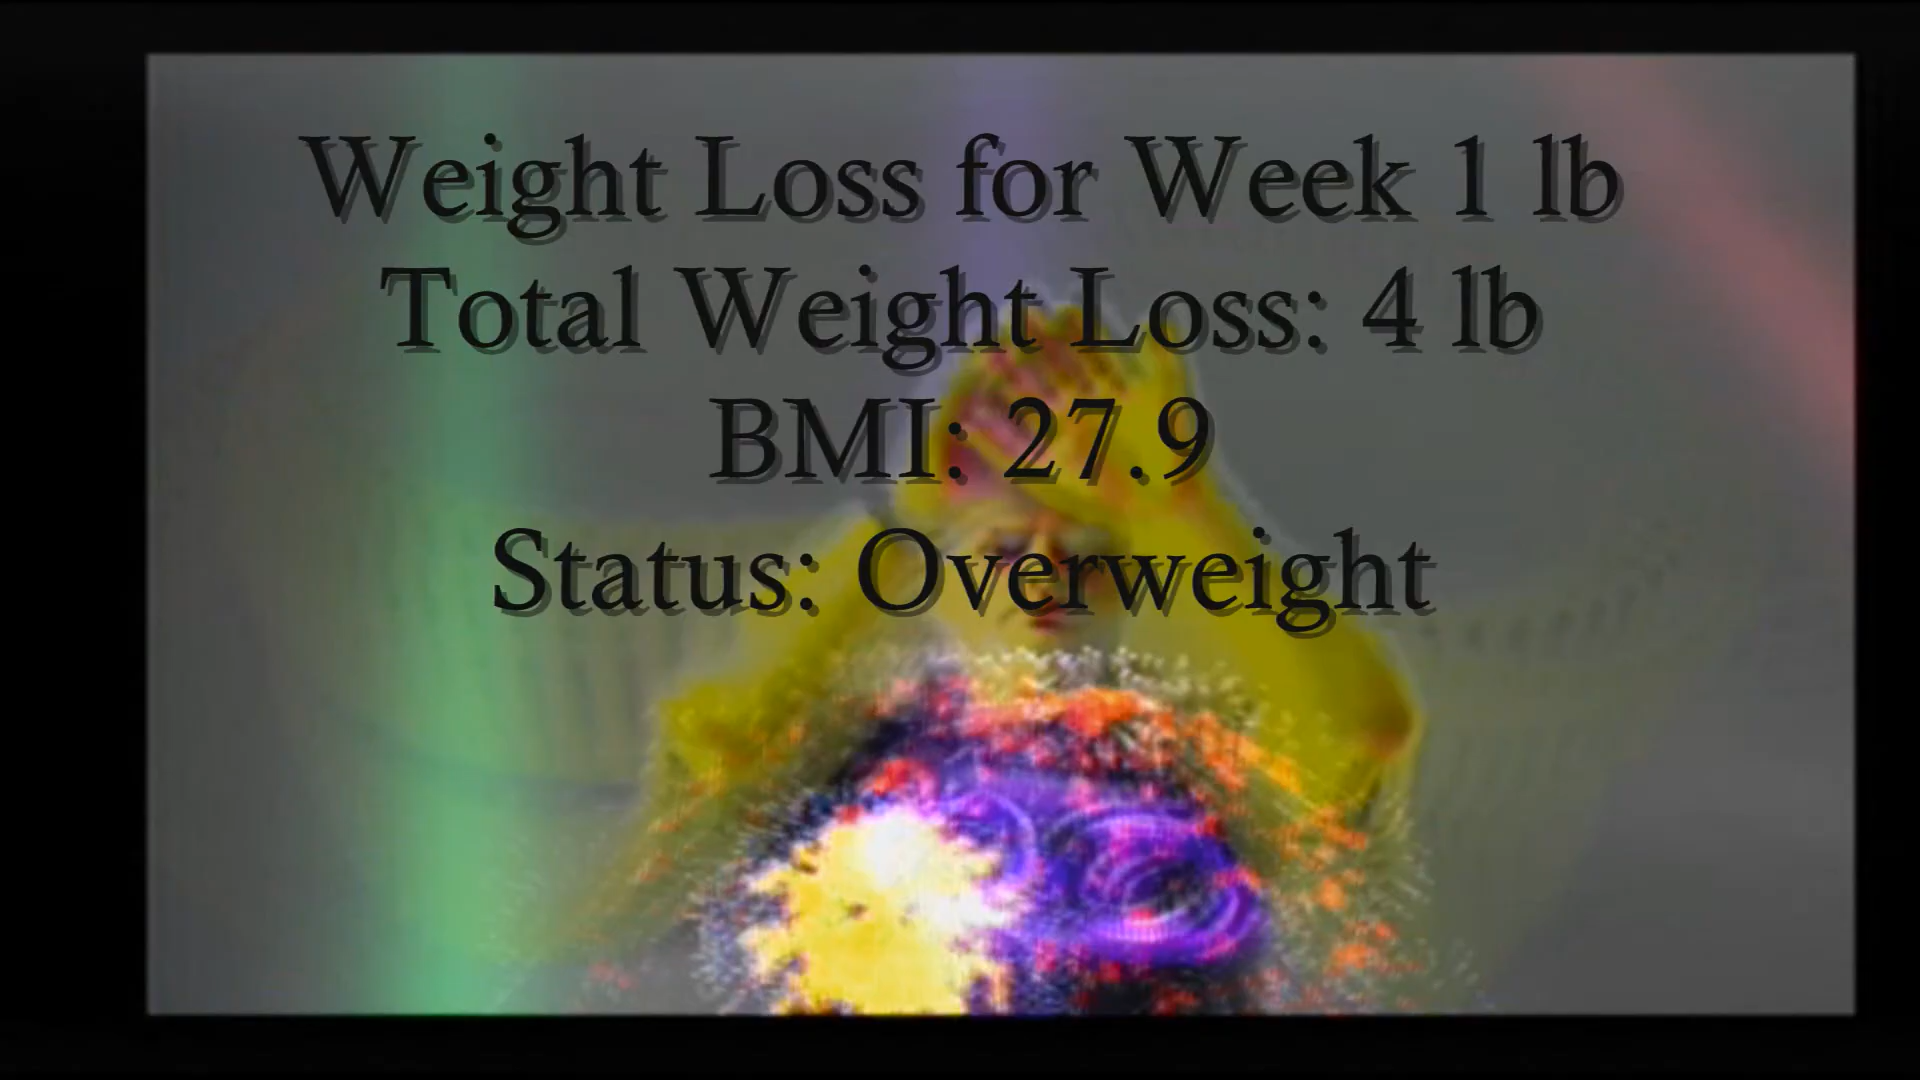 Weight Loss for Week 1 lb
Total Weight Loss: 4 lb
BMI: 27.9
Status: Overweight